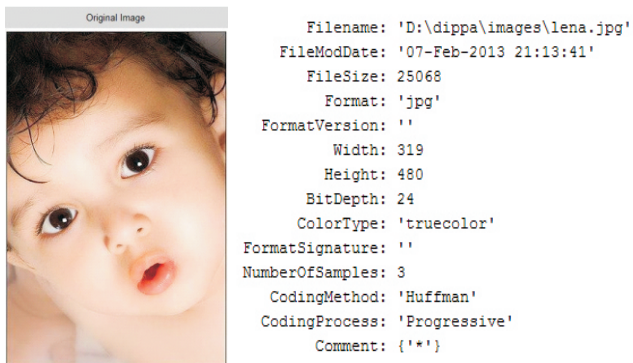 Original Image
Filename: 'D:\dippa\images\lena.jpg'
FileModDate: '07-Feb-2013 21:13:41'
FileSize: 25068
Format: 'jpg'
FormatVersion: ''
Width: 319
Height: 480
BitDepth: 24
ColorType: 'truecolor'
FormatSignature: ''
NumberOfSamples: 3
CodingMethod: 'Huffman'
CodingProcess: 'Progressive'
Comment: {'*'}